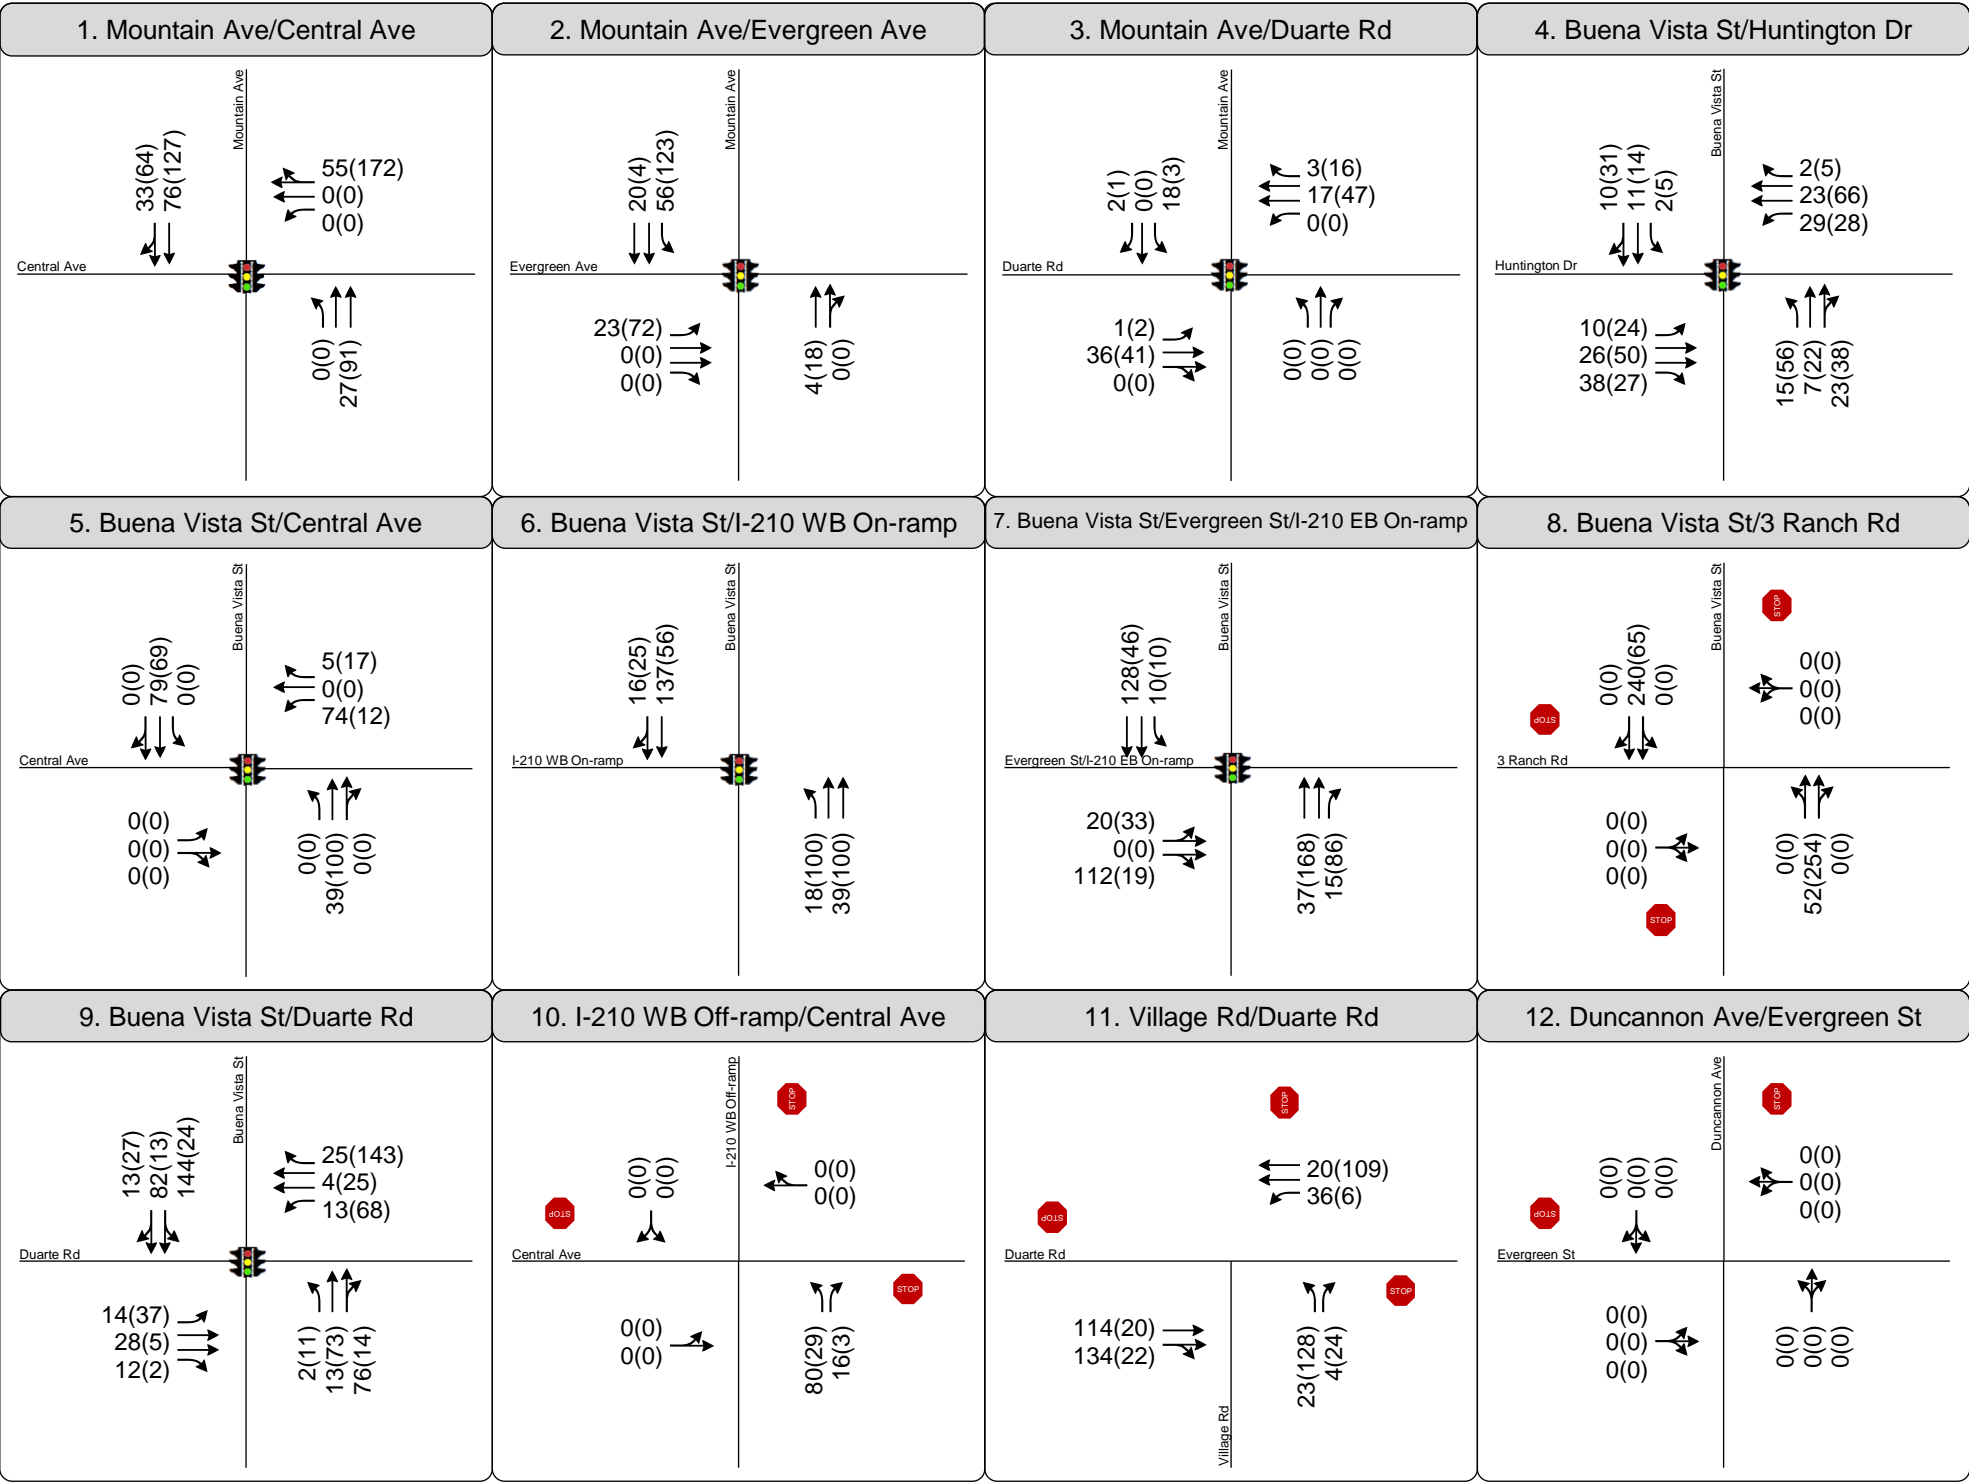 1. Mountain Ave/Central Ave
Mountain Ave
33(64)
76(127)
55(172)
0(0)
0(0)
Central Ave
0(0)
27(91)
2. Mountain Ave/Evergreen Ave
Mountain Ave
20(4)
56(123)
Evergreen Ave
23(72)
0(0)
0(0)
4(18)
0(0)
3. Mountain Ave/Duarte Rd
Mountain Ave
2(1)
0(0)
18(3)
3(16)
17(47)
0(0)
Duarte Rd
1(2)
36(41)
0(0)
0(0)
0(0)
0(0)
4. Buena Vista St/Huntington Dr
Buena Vista St
10(31)
11(14)
2(5)
2(5)
23(66)
29(28)
Huntington Dr
10(24)
26(50)
38(27)
15(56)
7(22)
23(38)
5. Buena Vista St/Central Ave
Buena Vista St
0(0)
79(69)
0(0)
5(17)
0(0)
74(12)
Central Ave
0(0)
0(0)
0(0)
0(0)
39(100)
0(0)
6. Buena Vista St/I-210 WB On-ramp
Buena Vista St
16(25)
137(56)
I-210 WB On-ramp
18(100)
39(100)
7. Buena Vista St/Evergreen St/I-210 EB On-ramp
Buena Vista St
128(46)
10(10)
Evergreen St/I-210 EB On-ramp
20(33)
0(0)
112(19)
37(168)
15(86)
8. Buena Vista St/3 Ranch Rd
Buena Vista St
STOP
0(0)
240(65)
0(0)
0(0)
0(0)
0(0)
STOP
3 Ranch Rd
0(0)
0(0)
0(0)
0(0)
52(254)
0(0)
STOP
9. Buena Vista St/Duarte Rd
Buena Vista St
13(27)
82(13)
144(24)
25(143)
4(25)
13(68)
Duarte Rd
14(37)
28(5)
12(2)
2(11)
13(73)
76(14)
10. I-210 WB Off-ramp/Central Ave
I-210 WB Off-ramp
STOP
0(0)
0(0)
0(0)
0(0)
STOP
Central Ave
STOP
0(0)
0(0)
80(29)
16(3)
11. Village Rd/Duarte Rd
STOP
20(109)
36(6)
STOP
Duarte Rd
STOP
114(20)
134(22)
23(128)
4(24)
Village Rd
12. Duncannon Ave/Evergreen St
Duncannon Ave
STOP
0(0)
0(0)
0(0)
0(0)
0(0)
0(0)
STOP
Evergreen St
0(0)
0(0)
0(0)
0(0)
0(0)
0(0)